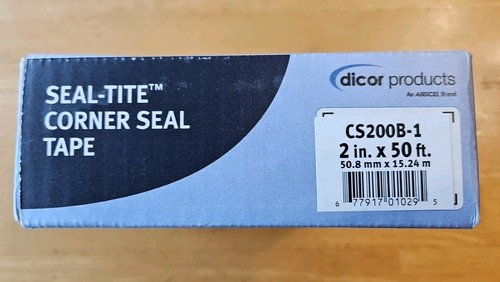 SEAL-TITE™
CORNER SEAL
TAPE
dicor products
An AIRXCEL Brand
CS200B-1
2 in. x 50 ft.
50.8 mm x 15.24 m
6 77917 01029 5